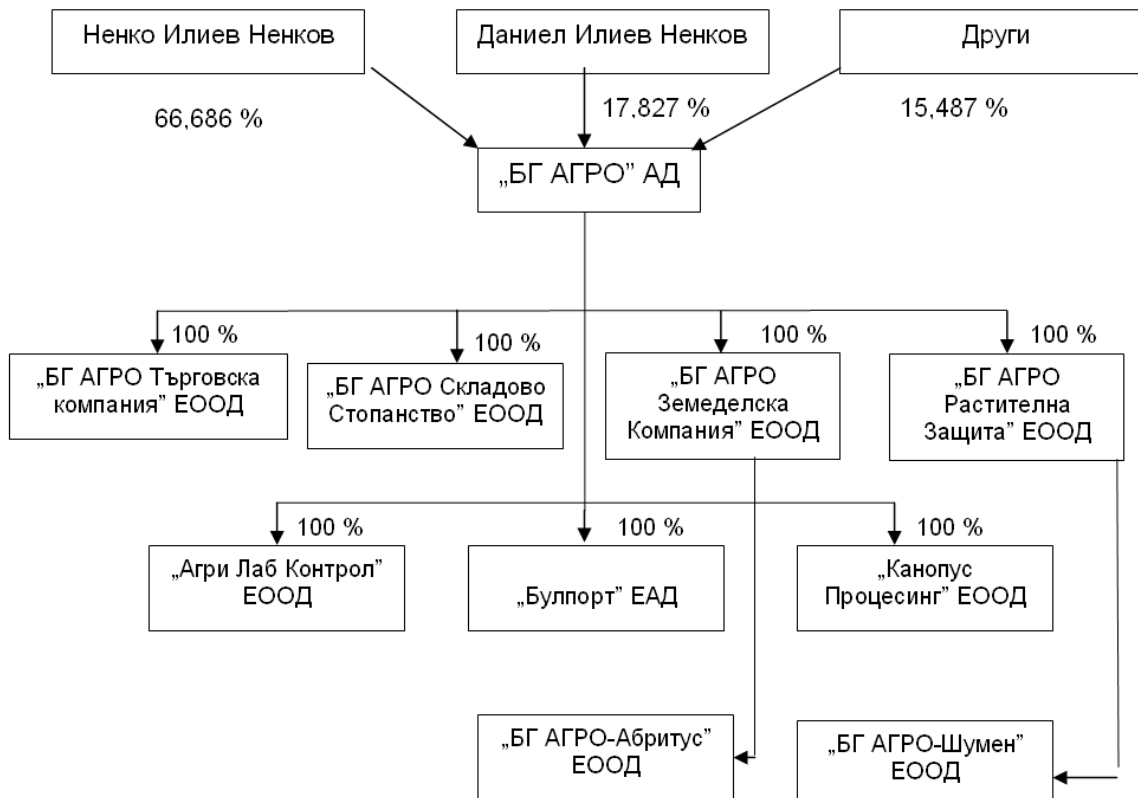 Ненко Илиев Ненков
Даниел Илиев Ненков
Други
66,686 %
17,827 %
15,487 %
„БГ АГРО” АД
100 %
100 %
100 %
100 %
„БГ АГРО Търговска
компания” ЕООД
„БГ АГРО Складово
Стопанство” ЕООД
„БГ АГРО
Земеделска
Компания” ЕООД
„БГ АГРО
Растителна
Защита” ЕООД
100 %
100 %
100 %
„Агри Лаб Контрол”
ЕООД
„Булпорт” ЕАД
„Канопус
Процесинг” ЕООД
„БГ АГРО-Абритус”
ЕООД
„БГ АГРО-Шумен”
ЕООД